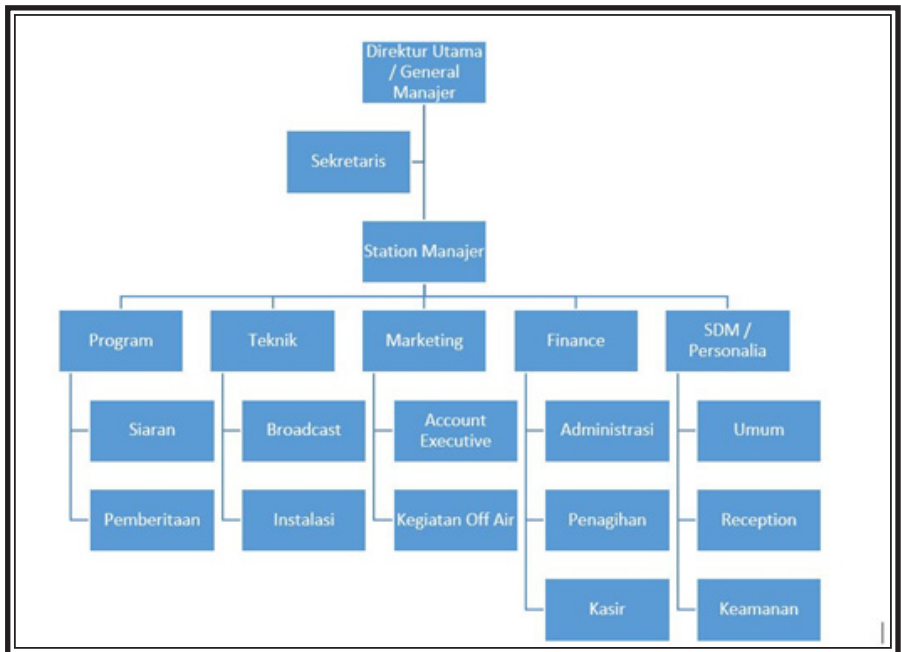 Direktur Utama
/ General
Manajer
Sekretaris
Station Manajer
Program
Teknik
Marketing
Finance
SDM /
Personalia
Siaran
Broadcast
Account
Executive
Administrasi
Umum
Pemberitaan
Instalasi
Kegiatan Off Air
Penagihan
Reception
Kasir
Keamanan